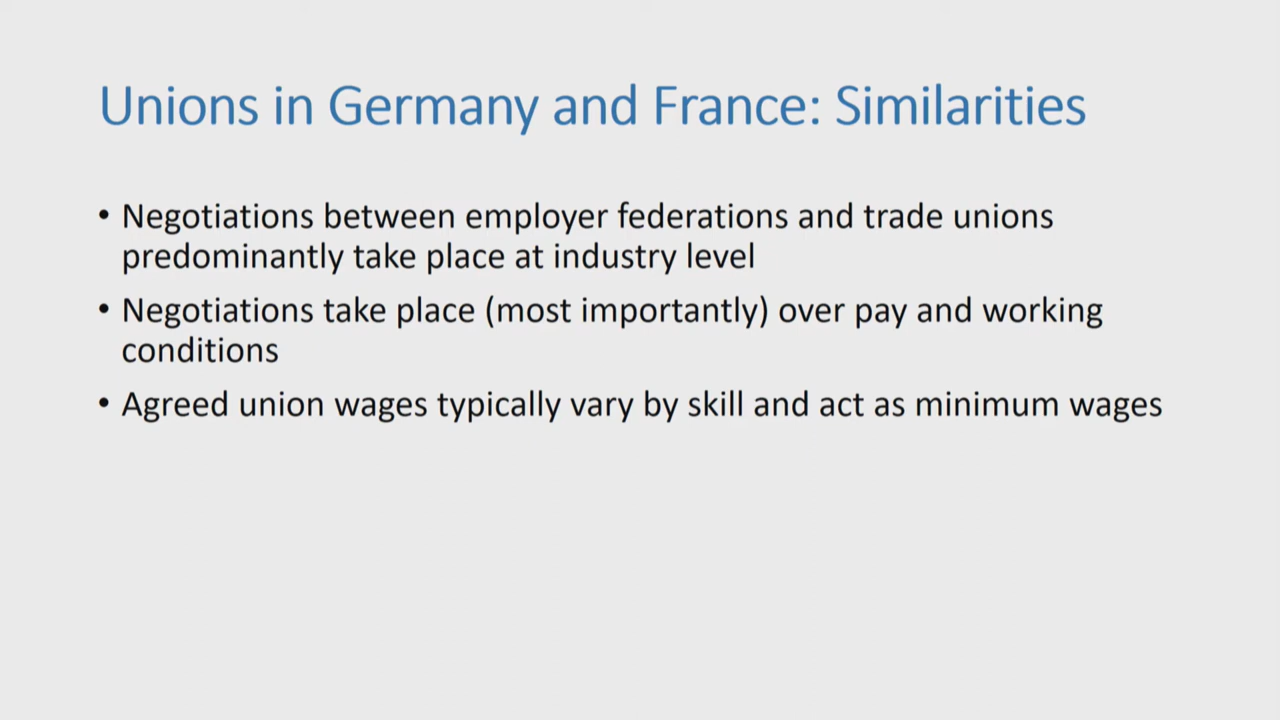 Unions in Germany and France: Similarities
• Negotiations between employer federations and trade unions
predominantly take place at industry level
• Negotiations take place (most importantly) over pay and working
conditions
• Agreed union wages typically vary by skill and act as minimum wages